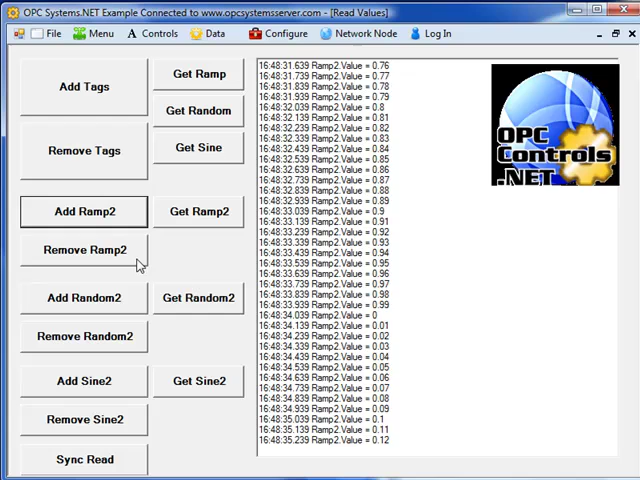 OPC Systems.NET Example Connected to www.opcsystemsserver.com - [Read Values]
File Menu Controls Data Configure Network Node Log In
Add Tags
Remove Tags
Add Ramp2
Remove Ramp2
Add Random2
Remove Random2
Add Sine2
Remove Sine2
Sync Read
Get Ramp
Get Random
Get Sine
Get Ramp2
Get Random2
Get Sine2
16:48:31.639 Ramp2.Value = 0.76
16:48:31.739 Ramp2.Value = 0.77
16:48:31.839 Ramp2.Value = 0.78
16:48:31.939 Ramp2.Value = 0.79
16:48:32.039 Ramp2.Value = 0.8
16:48:32.139 Ramp2.Value = 0.81
16:48:32.239 Ramp2.Value = 0.82
16:48:32.339 Ramp2.Value = 0.83
16:48:32.439 Ramp2.Value = 0.84
16:48:32.539 Ramp2.Value = 0.85
16:48:32.639 Ramp2.Value = 0.86
16:48:32.739 Ramp2.Value = 0.87
16:48:32.839 Ramp2.Value = 0.88
16:48:32.939 Ramp2.Value = 0.89
16:48:33.039 Ramp2.Value = 0.9
16:48:33.139 Ramp2.Value = 0.91
16:48:33.239 Ramp2.Value = 0.92
16:48:33.339 Ramp2.Value = 0.93
16:48:33.439 Ramp2.Value = 0.94
16:48:33.539 Ramp2.Value = 0.95
16:48:33.639 Ramp2.Value = 0.96
16:48:33.739 Ramp2.Value = 0.97
16:48:33.839 Ramp2.Value = 0.98
16:48:33.939 Ramp2.Value = 0.99
16:48:34.039 Ramp2.Value = 0
16:48:34.139 Ramp2.Value = 0.01
16:48:34.239 Ramp2.Value = 0.02
16:48:34.339 Ramp2.Value = 0.03
16:48:34.439 Ramp2.Value = 0.04
16:48:34.539 Ramp2.Value = 0.05
16:48:34.639 Ramp2.Value = 0.06
16:48:34.739 Ramp2.Value = 0.07
16:48:34.839 Ramp2.Value = 0.08
16:48:34.939 Ramp2.Value = 0.09
16:48:35.039 Ramp2.Value = 0.1
16:48:35.139 Ramp2.Value = 0.11
16:48:35.239 Ramp2.Value = 0.12
OPC
Controls
.NET